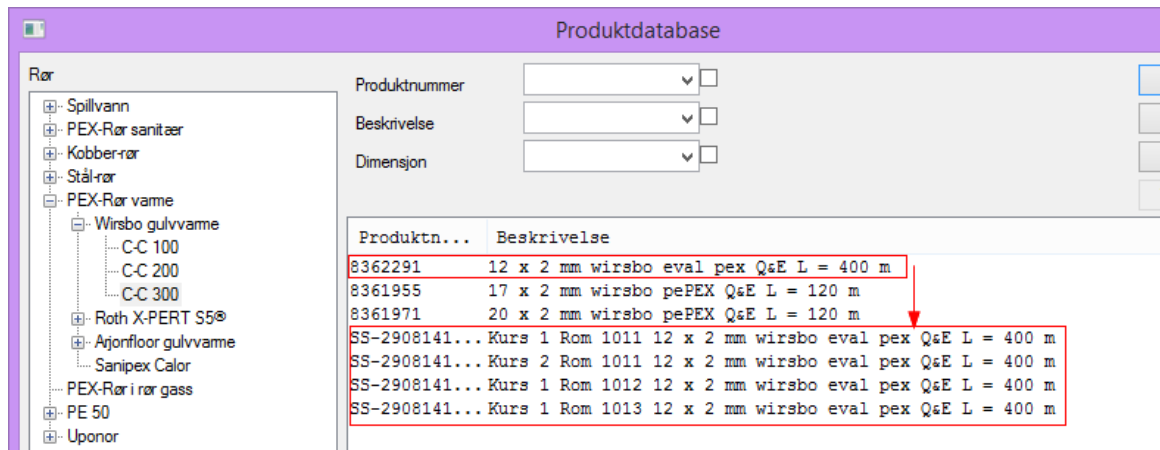 Produktdatabase
Rør
Spillvann
PEX-Rør sanitær
Kobber-rør
Stål-rør
PEX-Rør varme
Wirsbo gulvvarme
C-C 100
C-C 200
C-C 300
Roth X-PERT S5®
Arjonfloor gulvvarme
Sanipex Calor
PEX-Rør i rør gass
PE 50
Uponor
Produktnummer
Beskrivelse
Dimensjon
Produktn... Beskrivelse
8362291 12 x 2 mm wirsbo eval pex Q&E L = 400 m
8361955 17 x 2 mm wirsbo pePEX Q&E L = 120 m
8361971 20 x 2 mm wirsbo pePEX Q&E L = 120 m
SS-2908141... Kurs 1 Rom 1011 12 x 2 mm wirsbo eval pex Q&E L = 400 m
SS-2908141... Kurs 2 Rom 1011 12 x 2 mm wirsbo eval pex Q&E L = 400 m
SS-2908141... Kurs 1 Rom 1012 12 x 2 mm wirsbo eval pex Q&E L = 400 m
SS-2908141... Kurs 1 Rom 1013 12 x 2 mm wirsbo eval pex Q&E L = 400 m